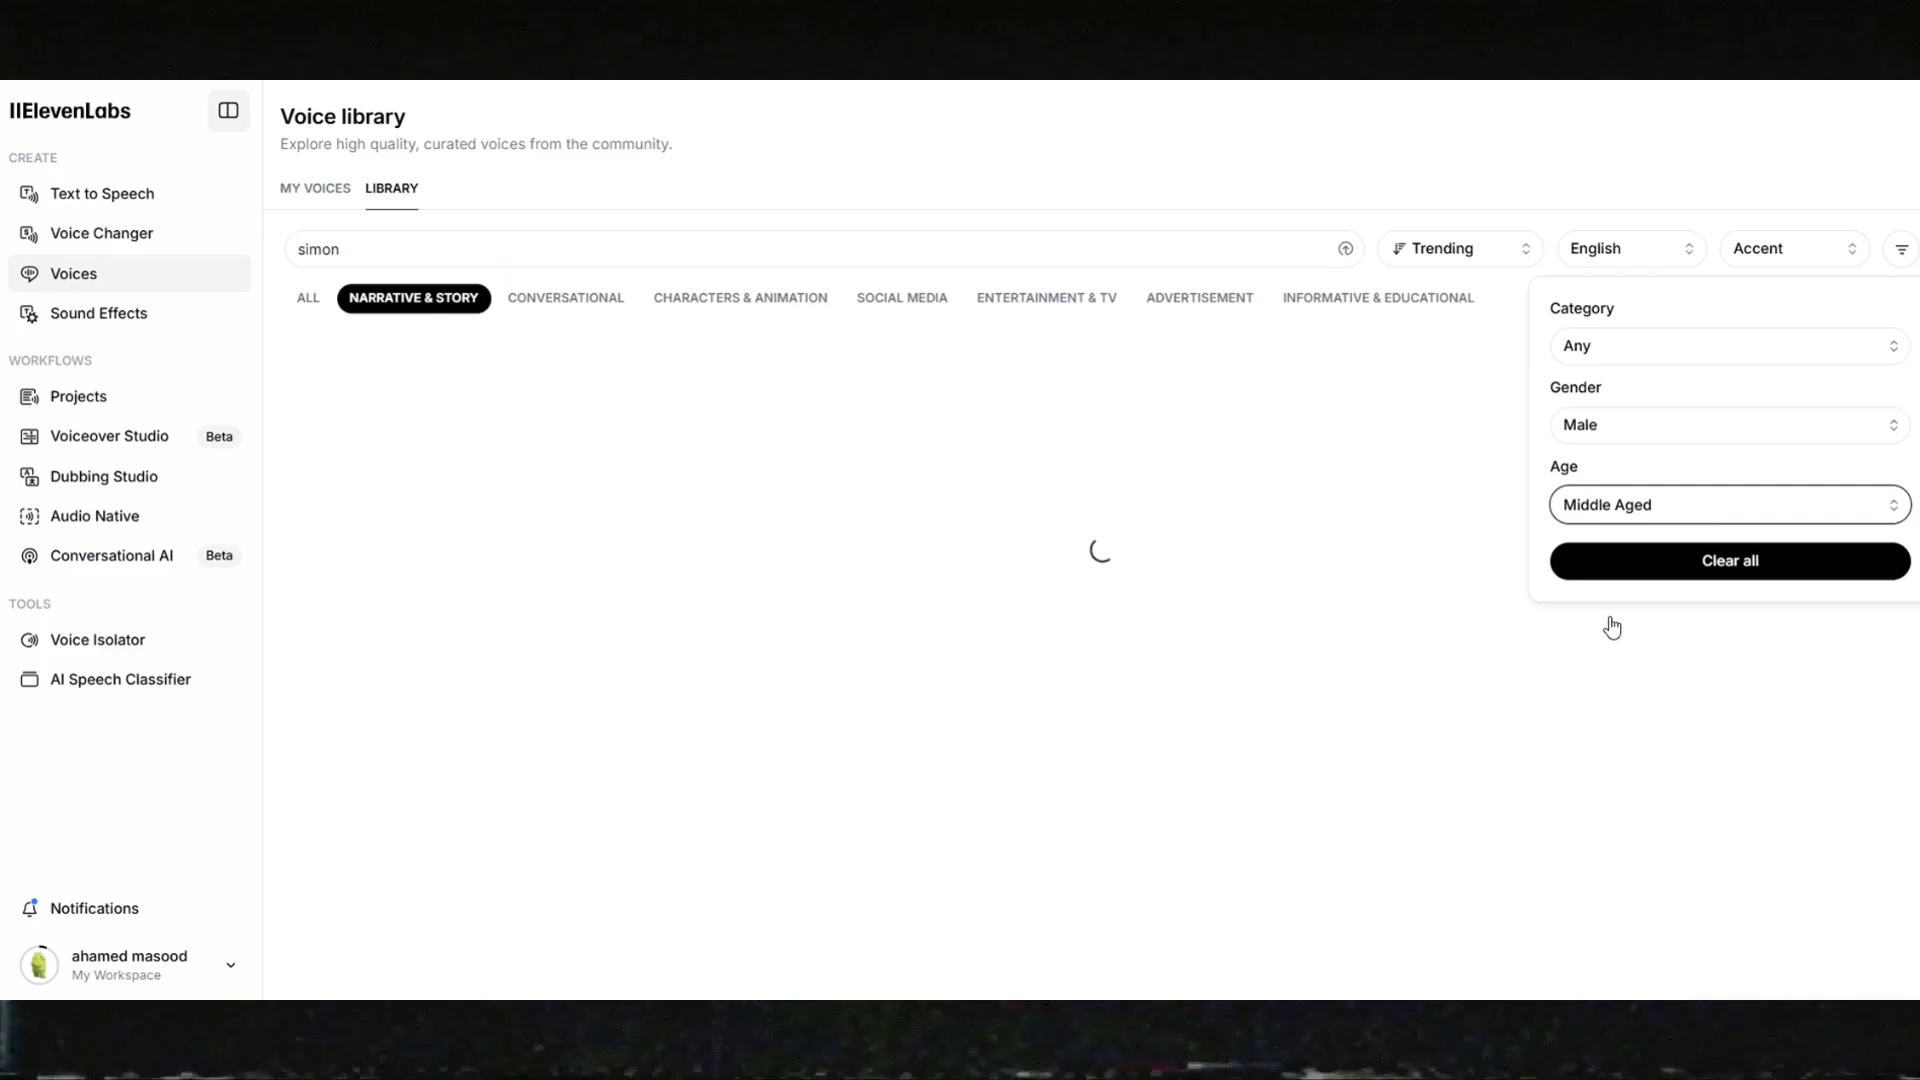 IIElevenLabs
CREATE
Text to Speech
Voice Changer
Voices
Sound Effects
WORKFLOWS
Projects
Voiceover Studio Beta
Dubbing Studio
Audio Native
Conversational AI Beta
TOOLS
Voice Isolator
AI Speech Classifier
Notifications
ahamed masood
My Workspace
Voice library
Explore high quality, curated voices from the community.
MY VOICES LIBRARY
simon Trending English Accent
ALL NARRATIVE & STORY CONVERSATIONAL CHARACTERS & ANIMATION SOCIAL MEDIA ENTERTAINMENT & TV ADVERTISEMENT INFORMATIVE & EDUCATIONAL
Category
Any
Gender
Male
Age
Middle Aged
Clear all